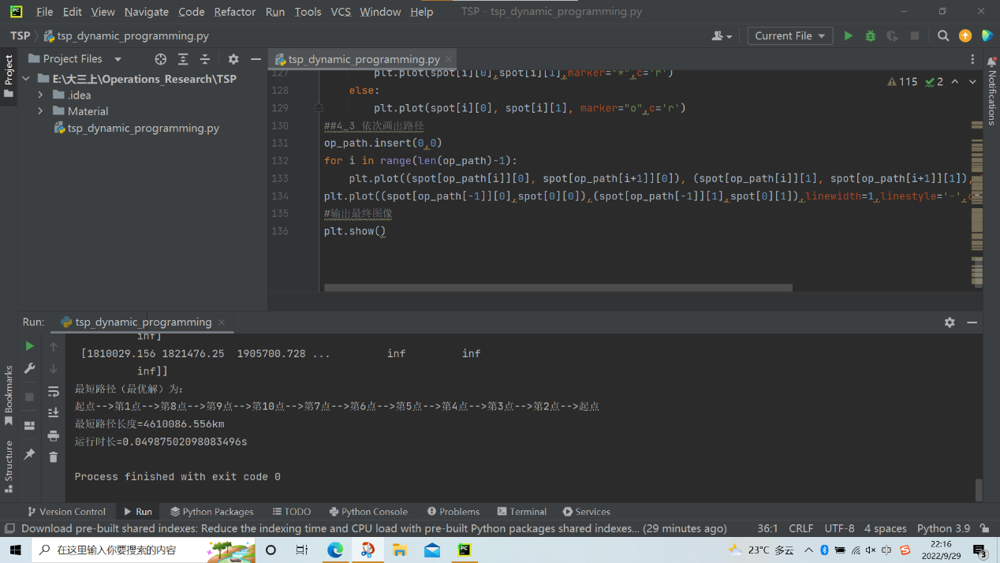 PC File Edit View Navigate Code Refactor Run Tools VCS Window Help TSP - tsp_dynamic_programming.py
TSP tsp_dynamic_programming.py Current File
Project Files tsp_dynamic_programming.py
Project
E:\大三上\Operations_Research\TSP
.idea
Material
tsp_dynamic_programming.py
115 2
Notifications
127 plt.plot(spot[i][0],spot[i][1],marker="*",c='r')
128 else:
129 plt.plot(spot[i][0], spot[i][1], marker="o",c='r')
130 ##4_3 依次画出路径
131 op_path.insert(0,0)
132 for i in range(len(op_path)-1):
133 plt.plot((spot[op_path[i]][0], spot[op_path[i+1]][0]), (spot[op_path[i]][1], spot[op_path[i+1]][1]),
134 plt.plot((spot[op_path[-1]][0],spot[0][0]),(spot[op_path[-1]][1],spot[0][1]),linewidth=1,linestyle='-',c
135 #输出最终图像
136 plt.show()
Run: tsp_dynamic_programming
inf]
[1810029.156 1821476.25  1905700.728 ... inf inf
inf]]
最短路径（最优解）为：
起点-->第1点-->第8点-->第9点-->第10点-->第7点-->第6点-->第5点-->第4点-->第3点-->第2点-->起点
最短路径长度=4610086.556km
运行时长=0.04987502098083496s
Process finished with exit code 0
Bookmarks
Structure
Version Control Run Python Packages TODO Python Console Problems Terminal Services
Download pre-built shared indexes: Reduce the indexing time and CPU load with pre-built Python packages shared indexes... (29 minutes ago) 36:1 CRLF UTF-8 4 spaces Python 3.9
在这里输入你要搜索的内容 PC 23°C 多云 中 S 22:16
2022/9/29 3